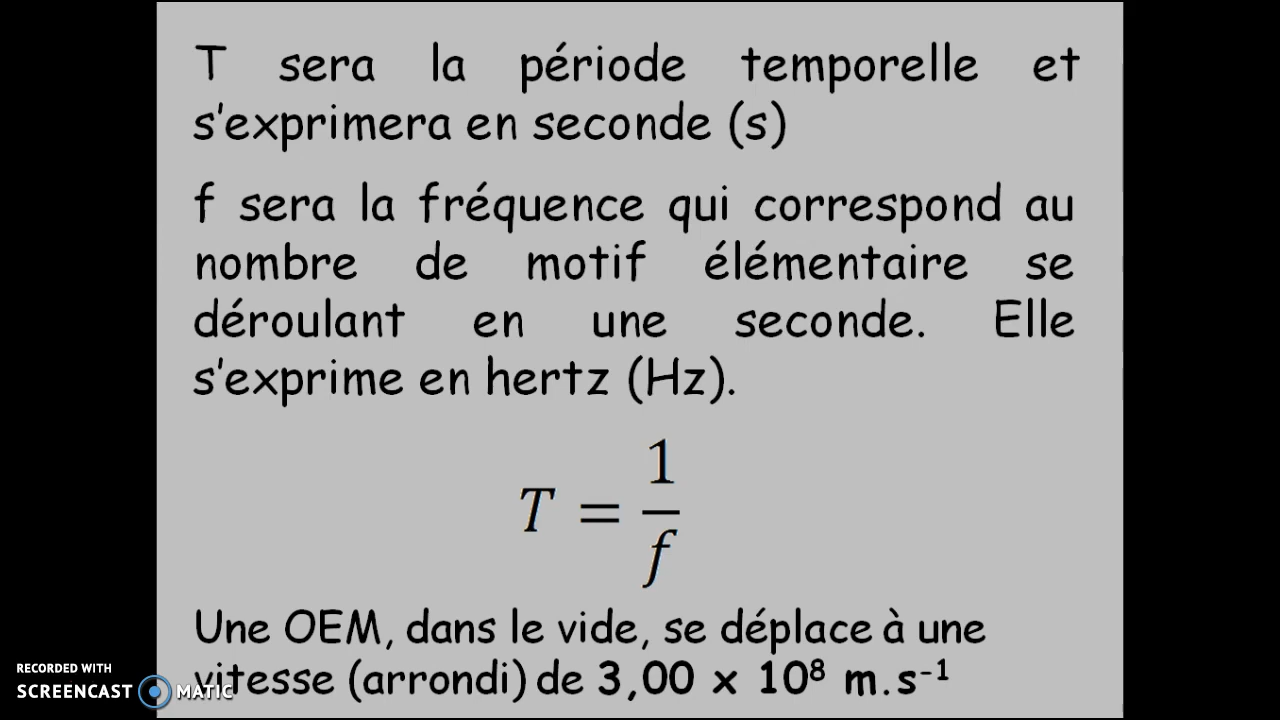 T sera la période temporelle et
s'exprimera en seconde (s)
f sera la fréquence qui correspond au
nombre de motif élémentaire se
déroulant en une seconde. Elle
s'exprime en hertz (Hz).
T = 1/f
Une OEM, dans le vide, se déplace à une
vitesse (arrondi) de 3,00 x 10⁸ m.s⁻¹
RECORDED WITH
SCREENCAST MATIC